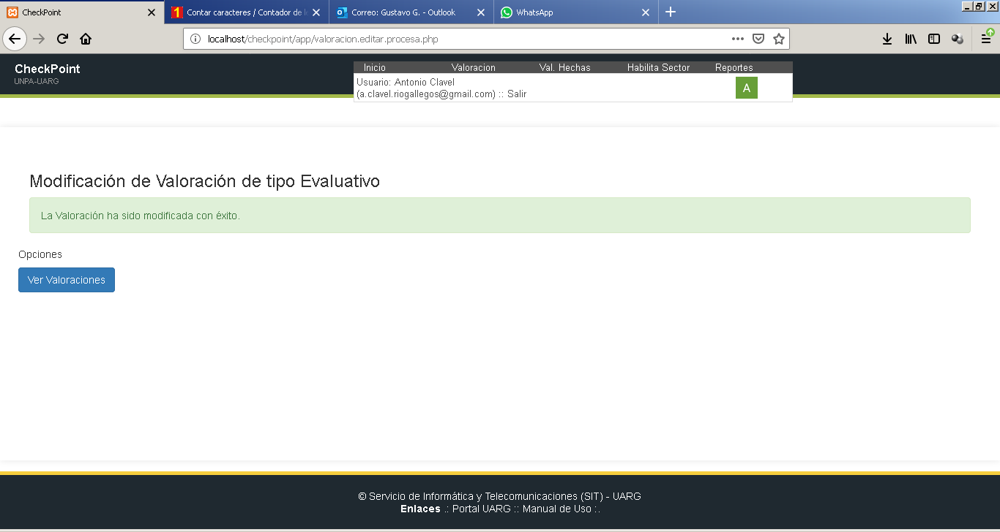 CheckPoint
Contar caracteres / Contador de l
Correo: Gustavo G. - Outlook
WhatsApp
localhost/checkpoint/app/valoracion.editar.procesa.php
CheckPoint
UNPA-UARG
Inicio Valoracion Val. Hechas Habilita Sector Reportes
Usuario: Antonio Clavel
(a.clavel.riogallegos@gmail.com) :: Salir
A
Modificación de Valoración de tipo Evaluativo
La Valoración ha sido modificada con éxito.
Opciones
Ver Valoraciones
© Servicio de Informática y Telecomunicaciones (SIT) - UARG
Enlaces .: Portal UARG :: Manual de Uso :.